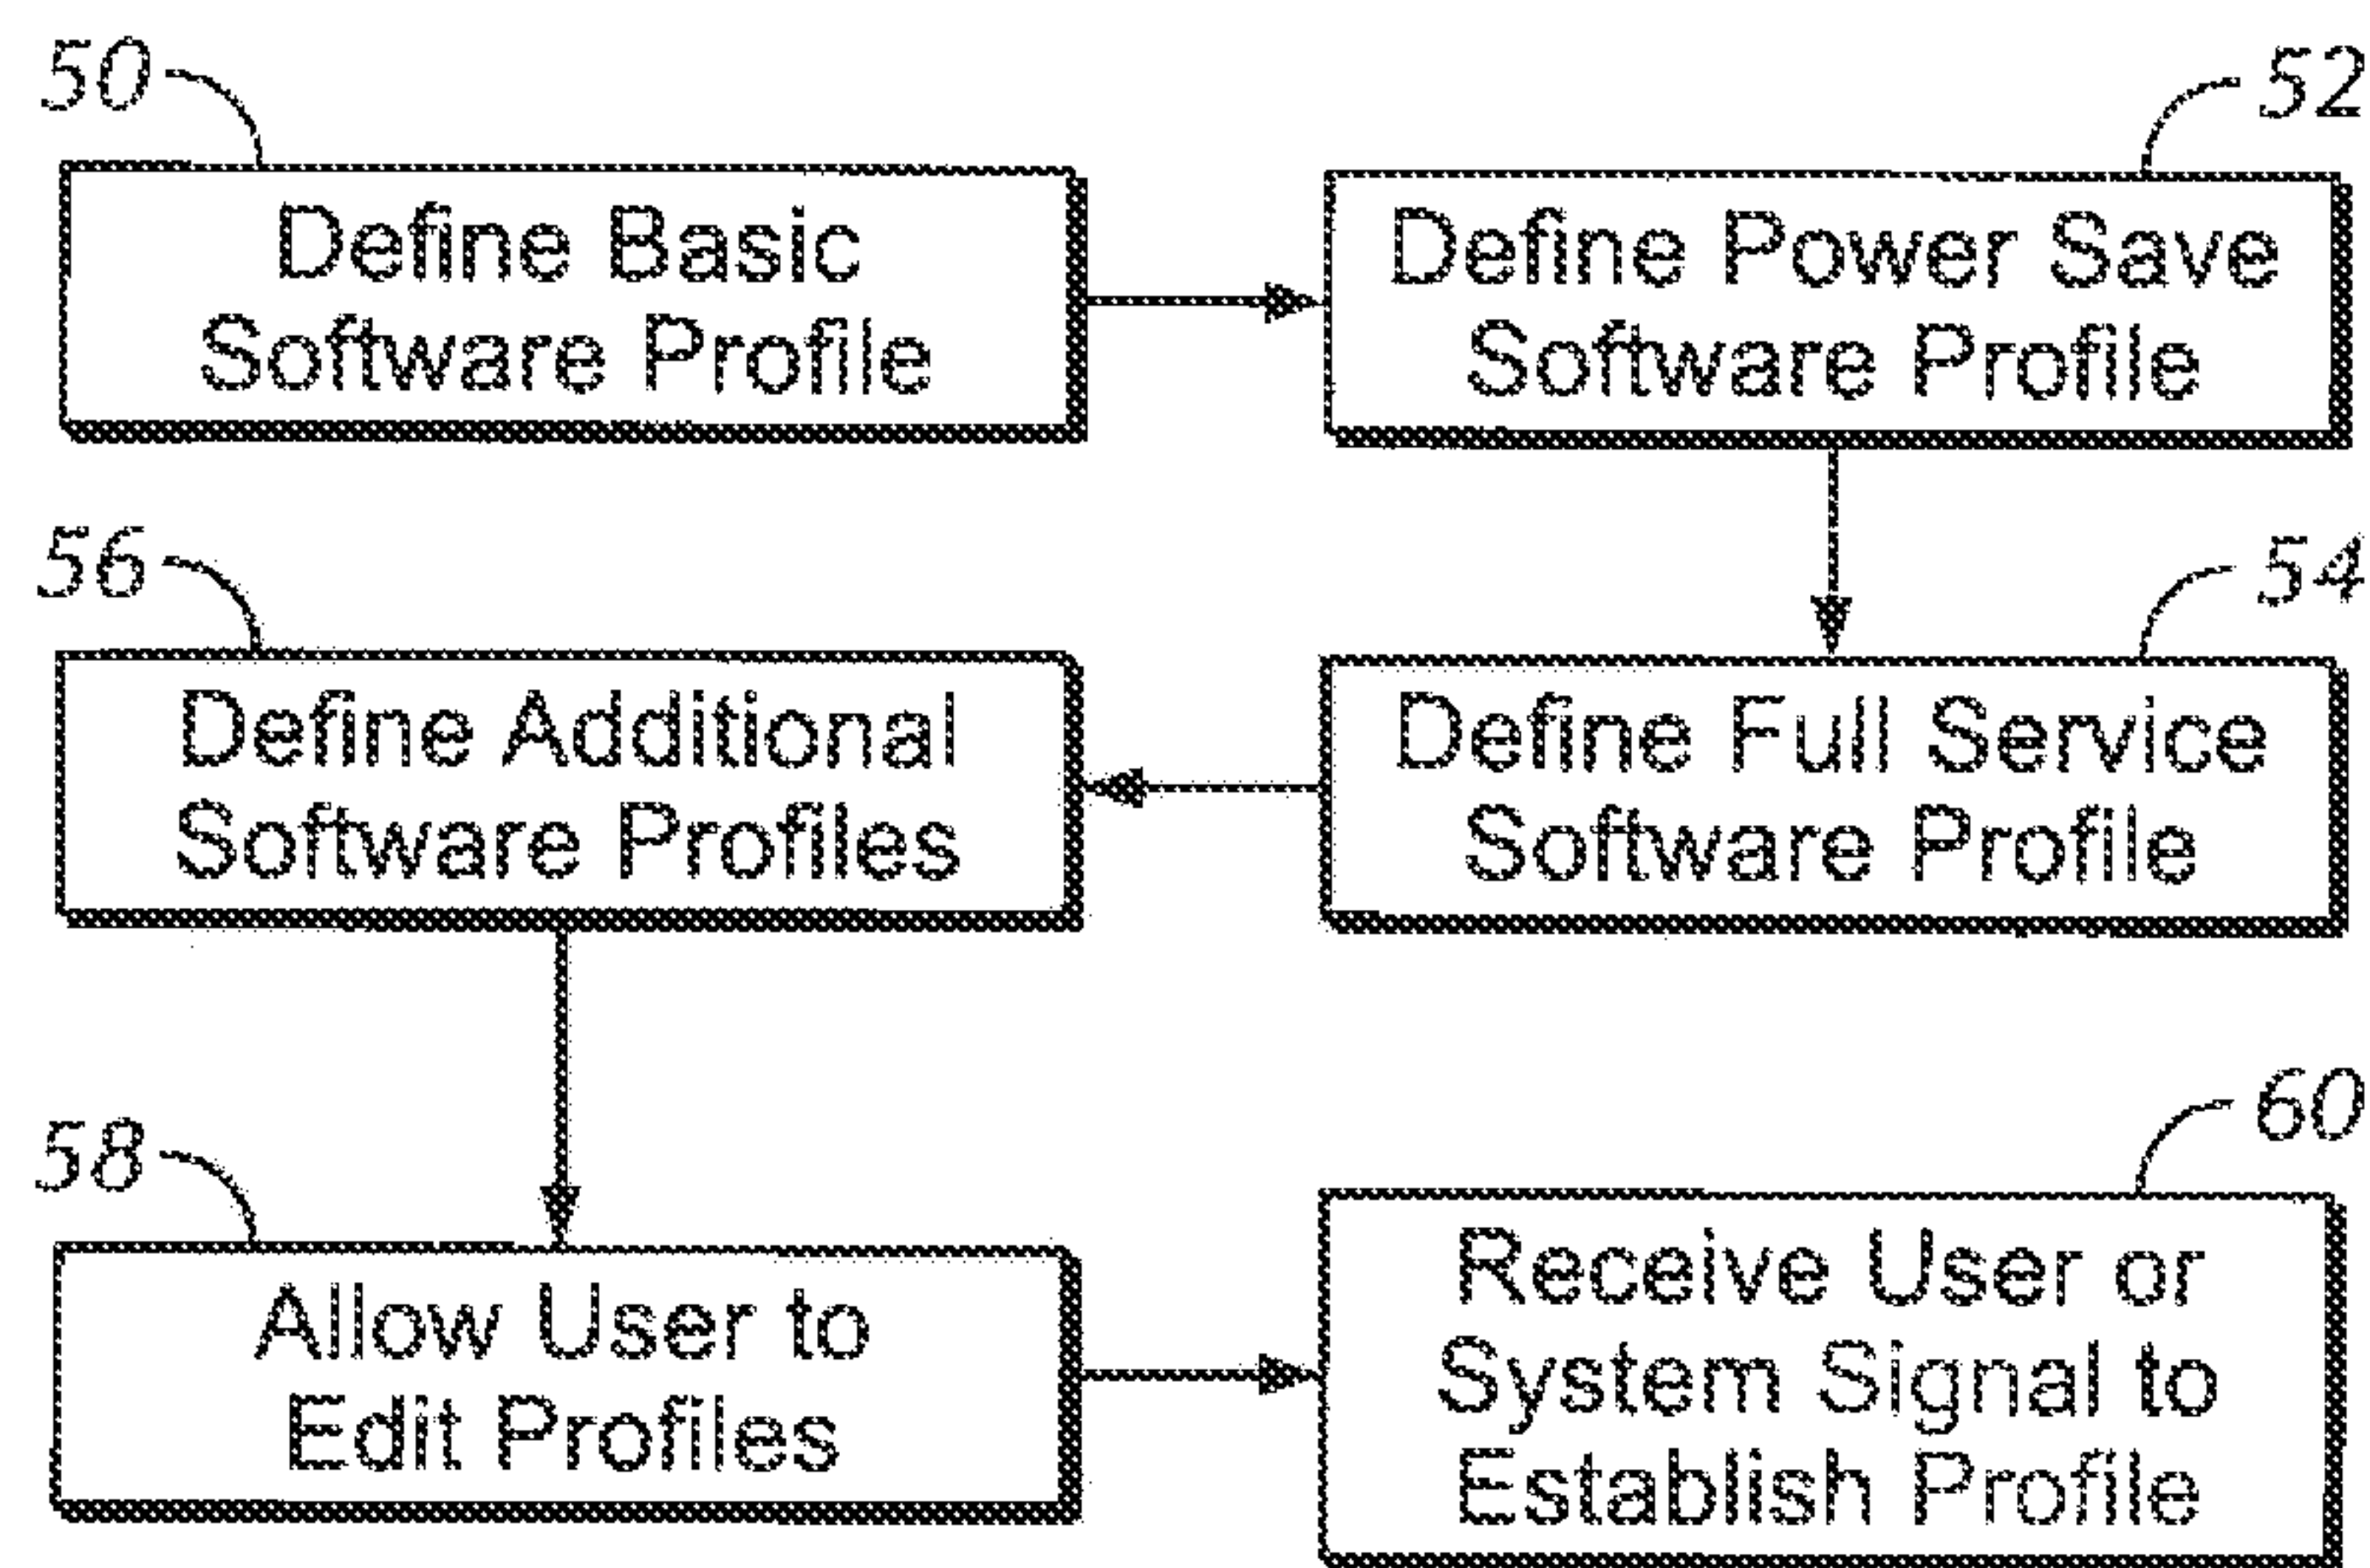 50
Define Basic
Software Profile
52
Define Power Save
Software Profile
54
Define Full Service
Software Profile
56
Define Additional
Software Profiles
58
Allow User to
Edit Profiles
60
Receive User or
System Signal to
Establish Profile